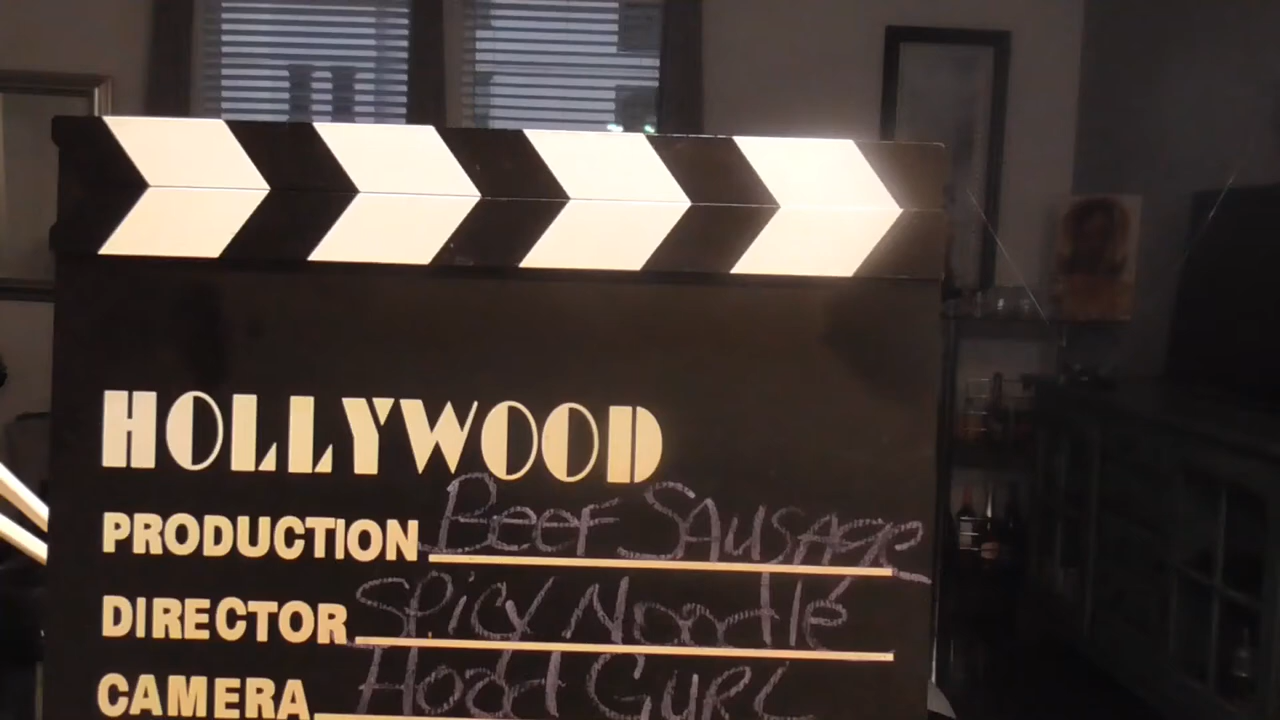 HOLLYWOOD
PRODUCTION Beef Sausage
DIRECTOR Spicy Noodle
CAMERA Hood Gurl